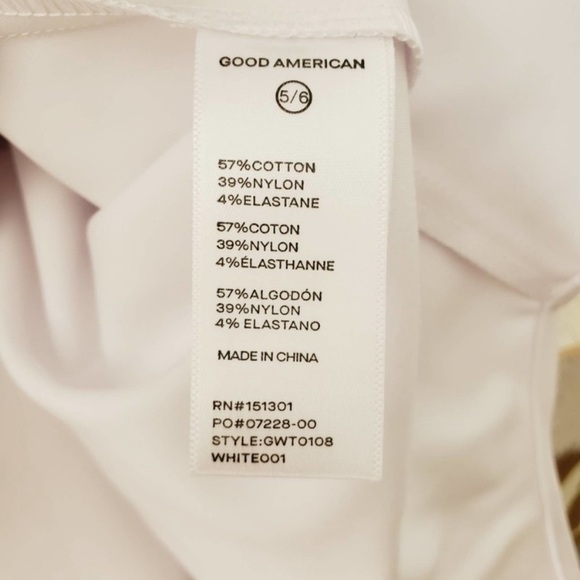 GOOD AMERICAN
5/6
57%COTTON
39%NYLON
4%ELASTANE
57%COTON
39%NYLON
4%ÉLASTHANNE
57%ALGODÓN
39%NYLON
4% ELASTANO
MADE IN CHINA
RN#151301
PO#07228-00
STYLE:GWT0108
WHITE001